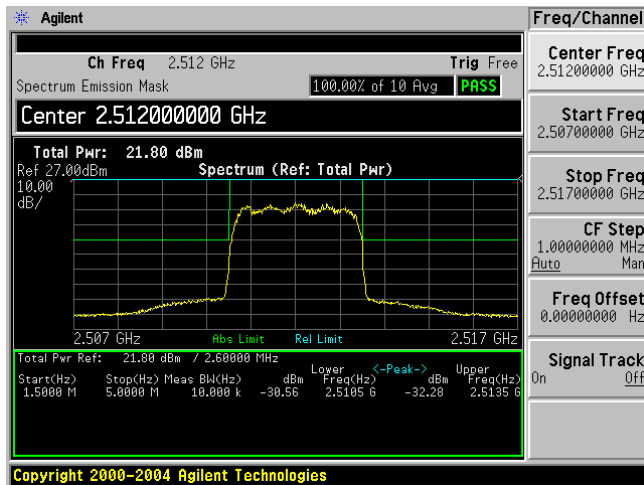 Agilent
Freq/Channel
Ch Freq 2.512 GHz Trig Free
Spectrum Emission Mask 100.00% of 10 Avg PASS
Center 2.512000000 GHz
Total Pwr: 21.80 dBm
Ref 27.00dBm Spectrum (Ref: Total Pwr)
10.00
dB/
2.507 GHz Abs Limit Rel Limit 2.517 GHz
Total Pwr Ref: 21.80 dBm / 2.60000 MHz
Lower <-Peak-> Upper
Start(Hz) Stop(Hz) Meas BW(Hz) dBm Freq(Hz) dBm Freq(Hz)
1.5000 M 5.0000 M 10.000 k -30.56 2.5105 G -32.28 2.5135 G
Copyright 2000-2004 Agilent Technologies
Center Freq
2.51200000 GHz
Start Freq
2.50700000 GHz
Stop Freq
2.51700000 GHz
CF Step
1.00000000 MHz
Auto Man
Freq Offset
0.00000000 Hz
Signal Track
On Off